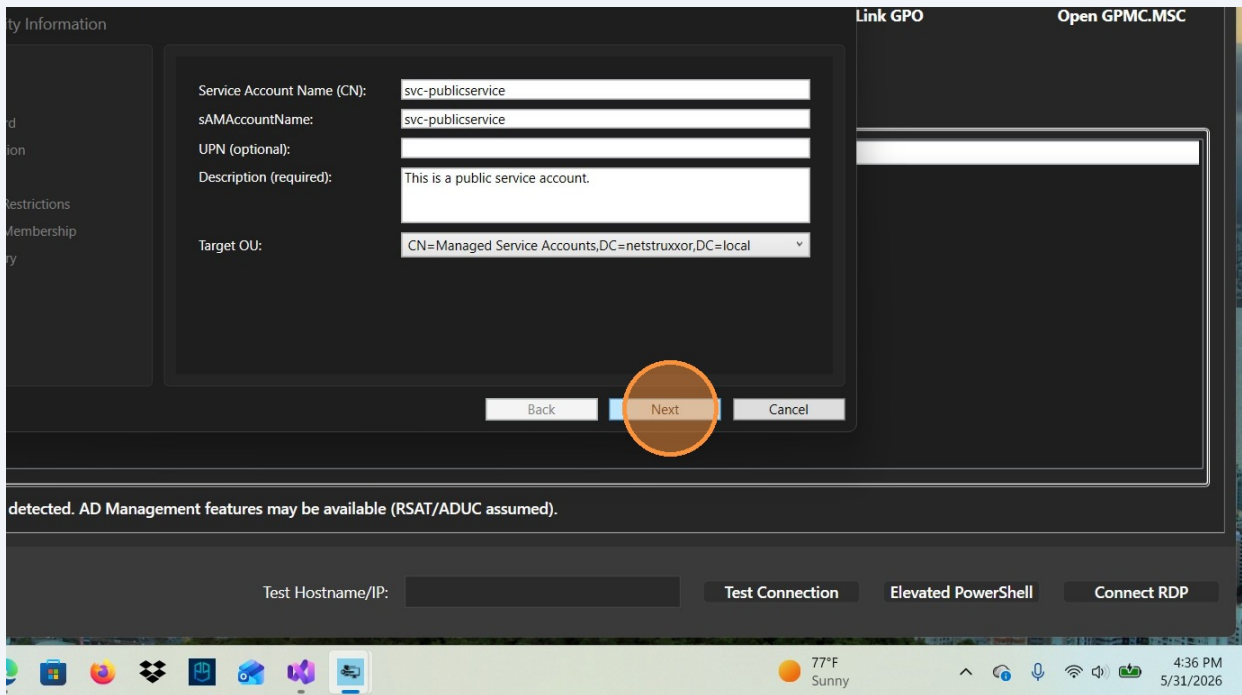 ty Information
Link GPO
Open GPMC.MSC
rd
ion
Restrictions
Membership
ry
Service Account Name (CN):
svc-publicservice
sAMAccountName:
svc-publicservice
UPN (optional):
Description (required):
This is a public service account.
Target OU:
CN=Managed Service Accounts,DC=netstruxxor,DC=local
Back
Next
Cancel
detected. AD Management features may be available (RSAT/ADUC assumed).
Test Hostname/IP:
Test Connection
Elevated PowerShell
Connect RDP
77°F
Sunny
4:36 PM
5/31/2026